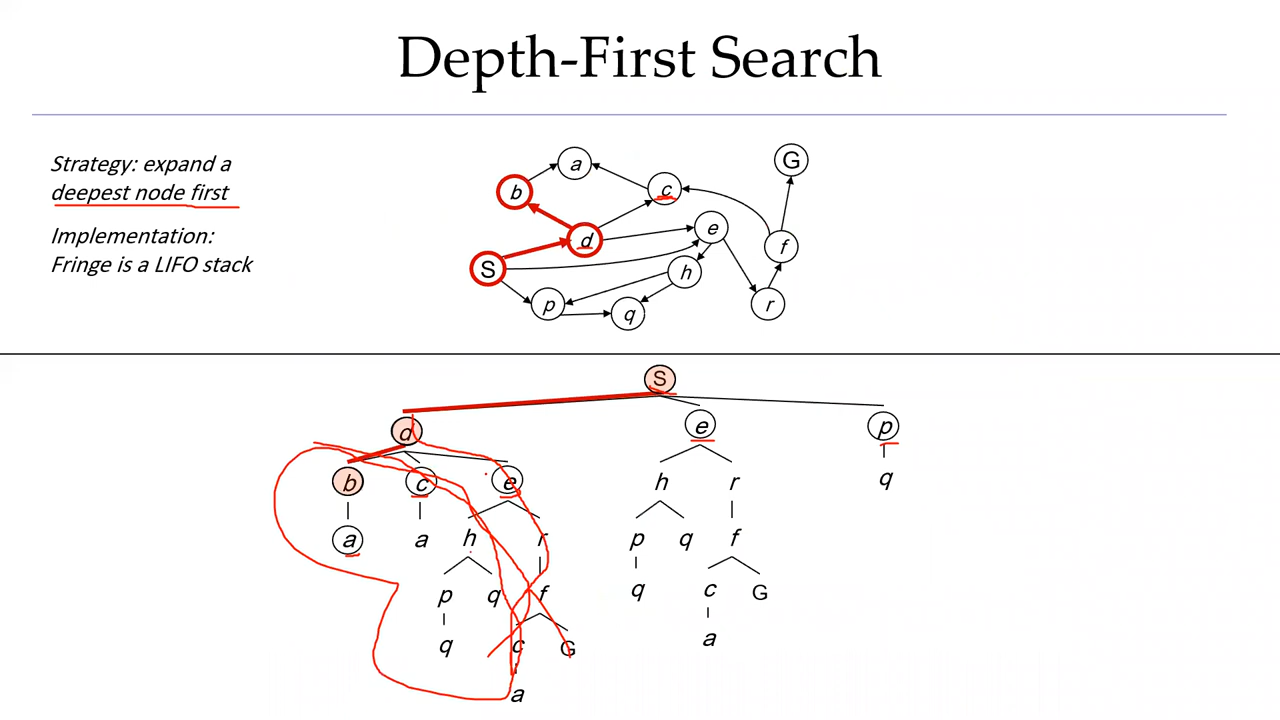 Depth-First Search
Strategy: expand a
deepest node first
Implementation:
Fringe is a LIFO stack
G
a
b
c
e
d
f
S
h
p
q
r
S
d
e
p
b
c
e
h
r
q
a
a
h
r
p
q
f
p
q
f
q
c
G
q
c
G
a
a